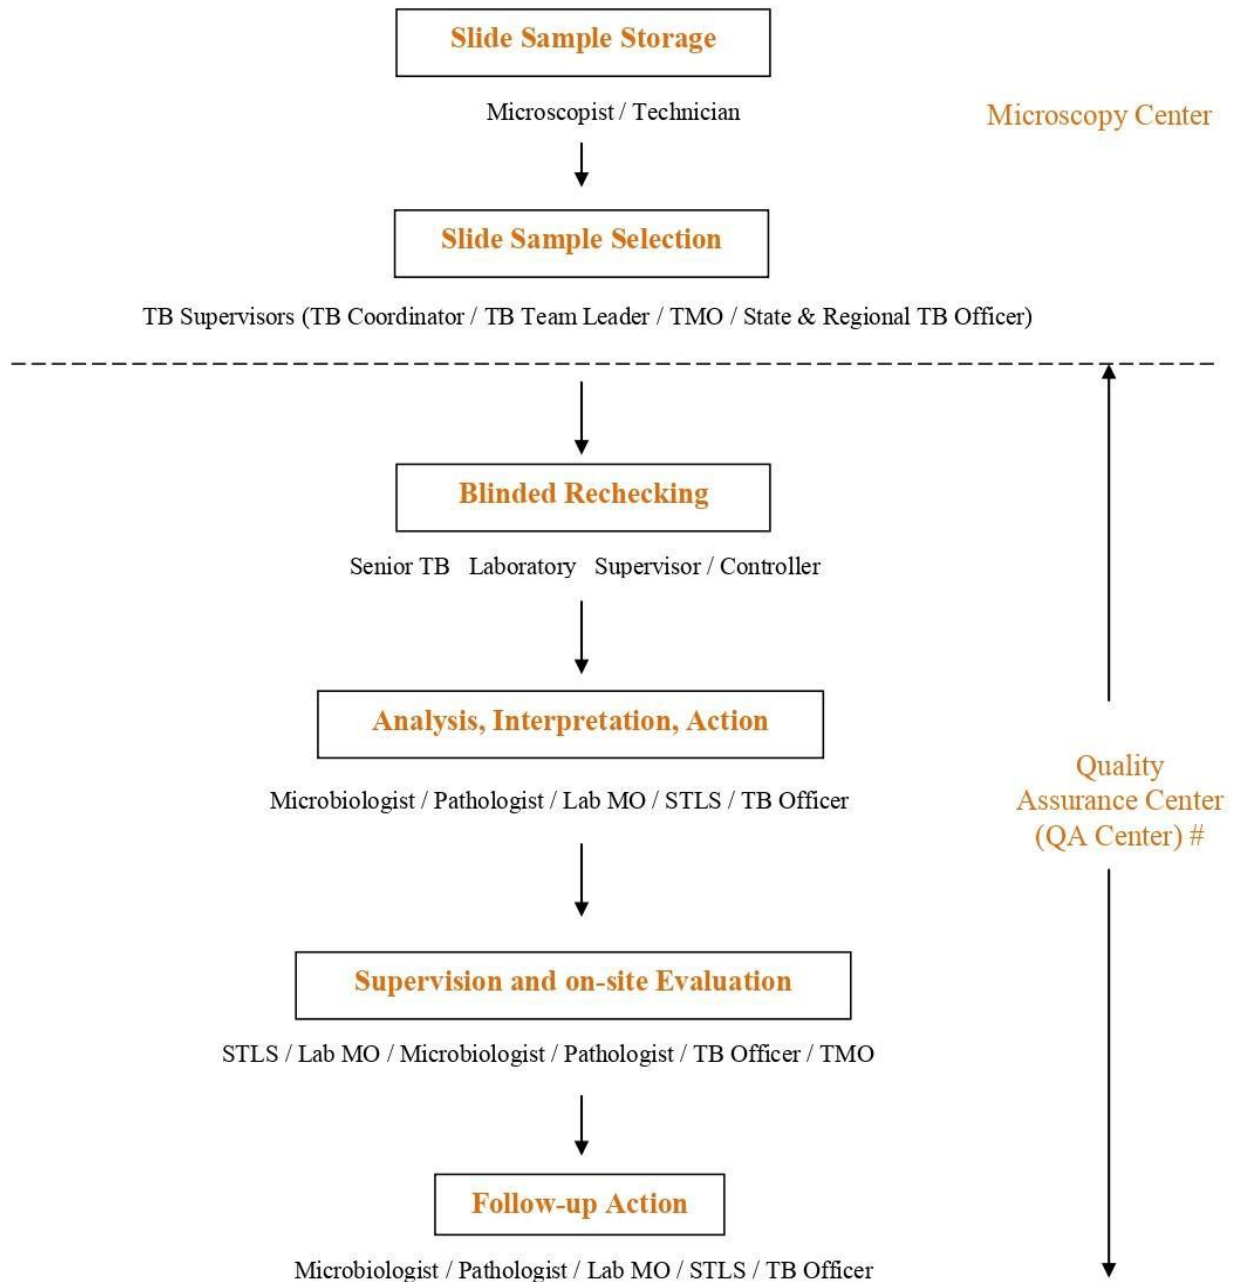 Slide Sample Storage
Microscopist / Technician
Microscopy Center
Slide Sample Selection
TB Supervisors (TB Coordinator / TB Team Leader / TMO / State & Regional TB Officer)
Blinded Rechecking
Senior TB Laboratory Supervisor / Controller
Analysis, Interpretation, Action
Microbiologist / Pathologist / Lab MO / STLS / TB Officer
Quality
Assurance Center
(QA Center) #
Supervision and on-site Evaluation
STLS / Lab MO / Microbiologist / Pathologist / TB Officer / TMO
Follow-up Action
Microbiologist / Pathologist / Lab MO / STLS / TB Officer